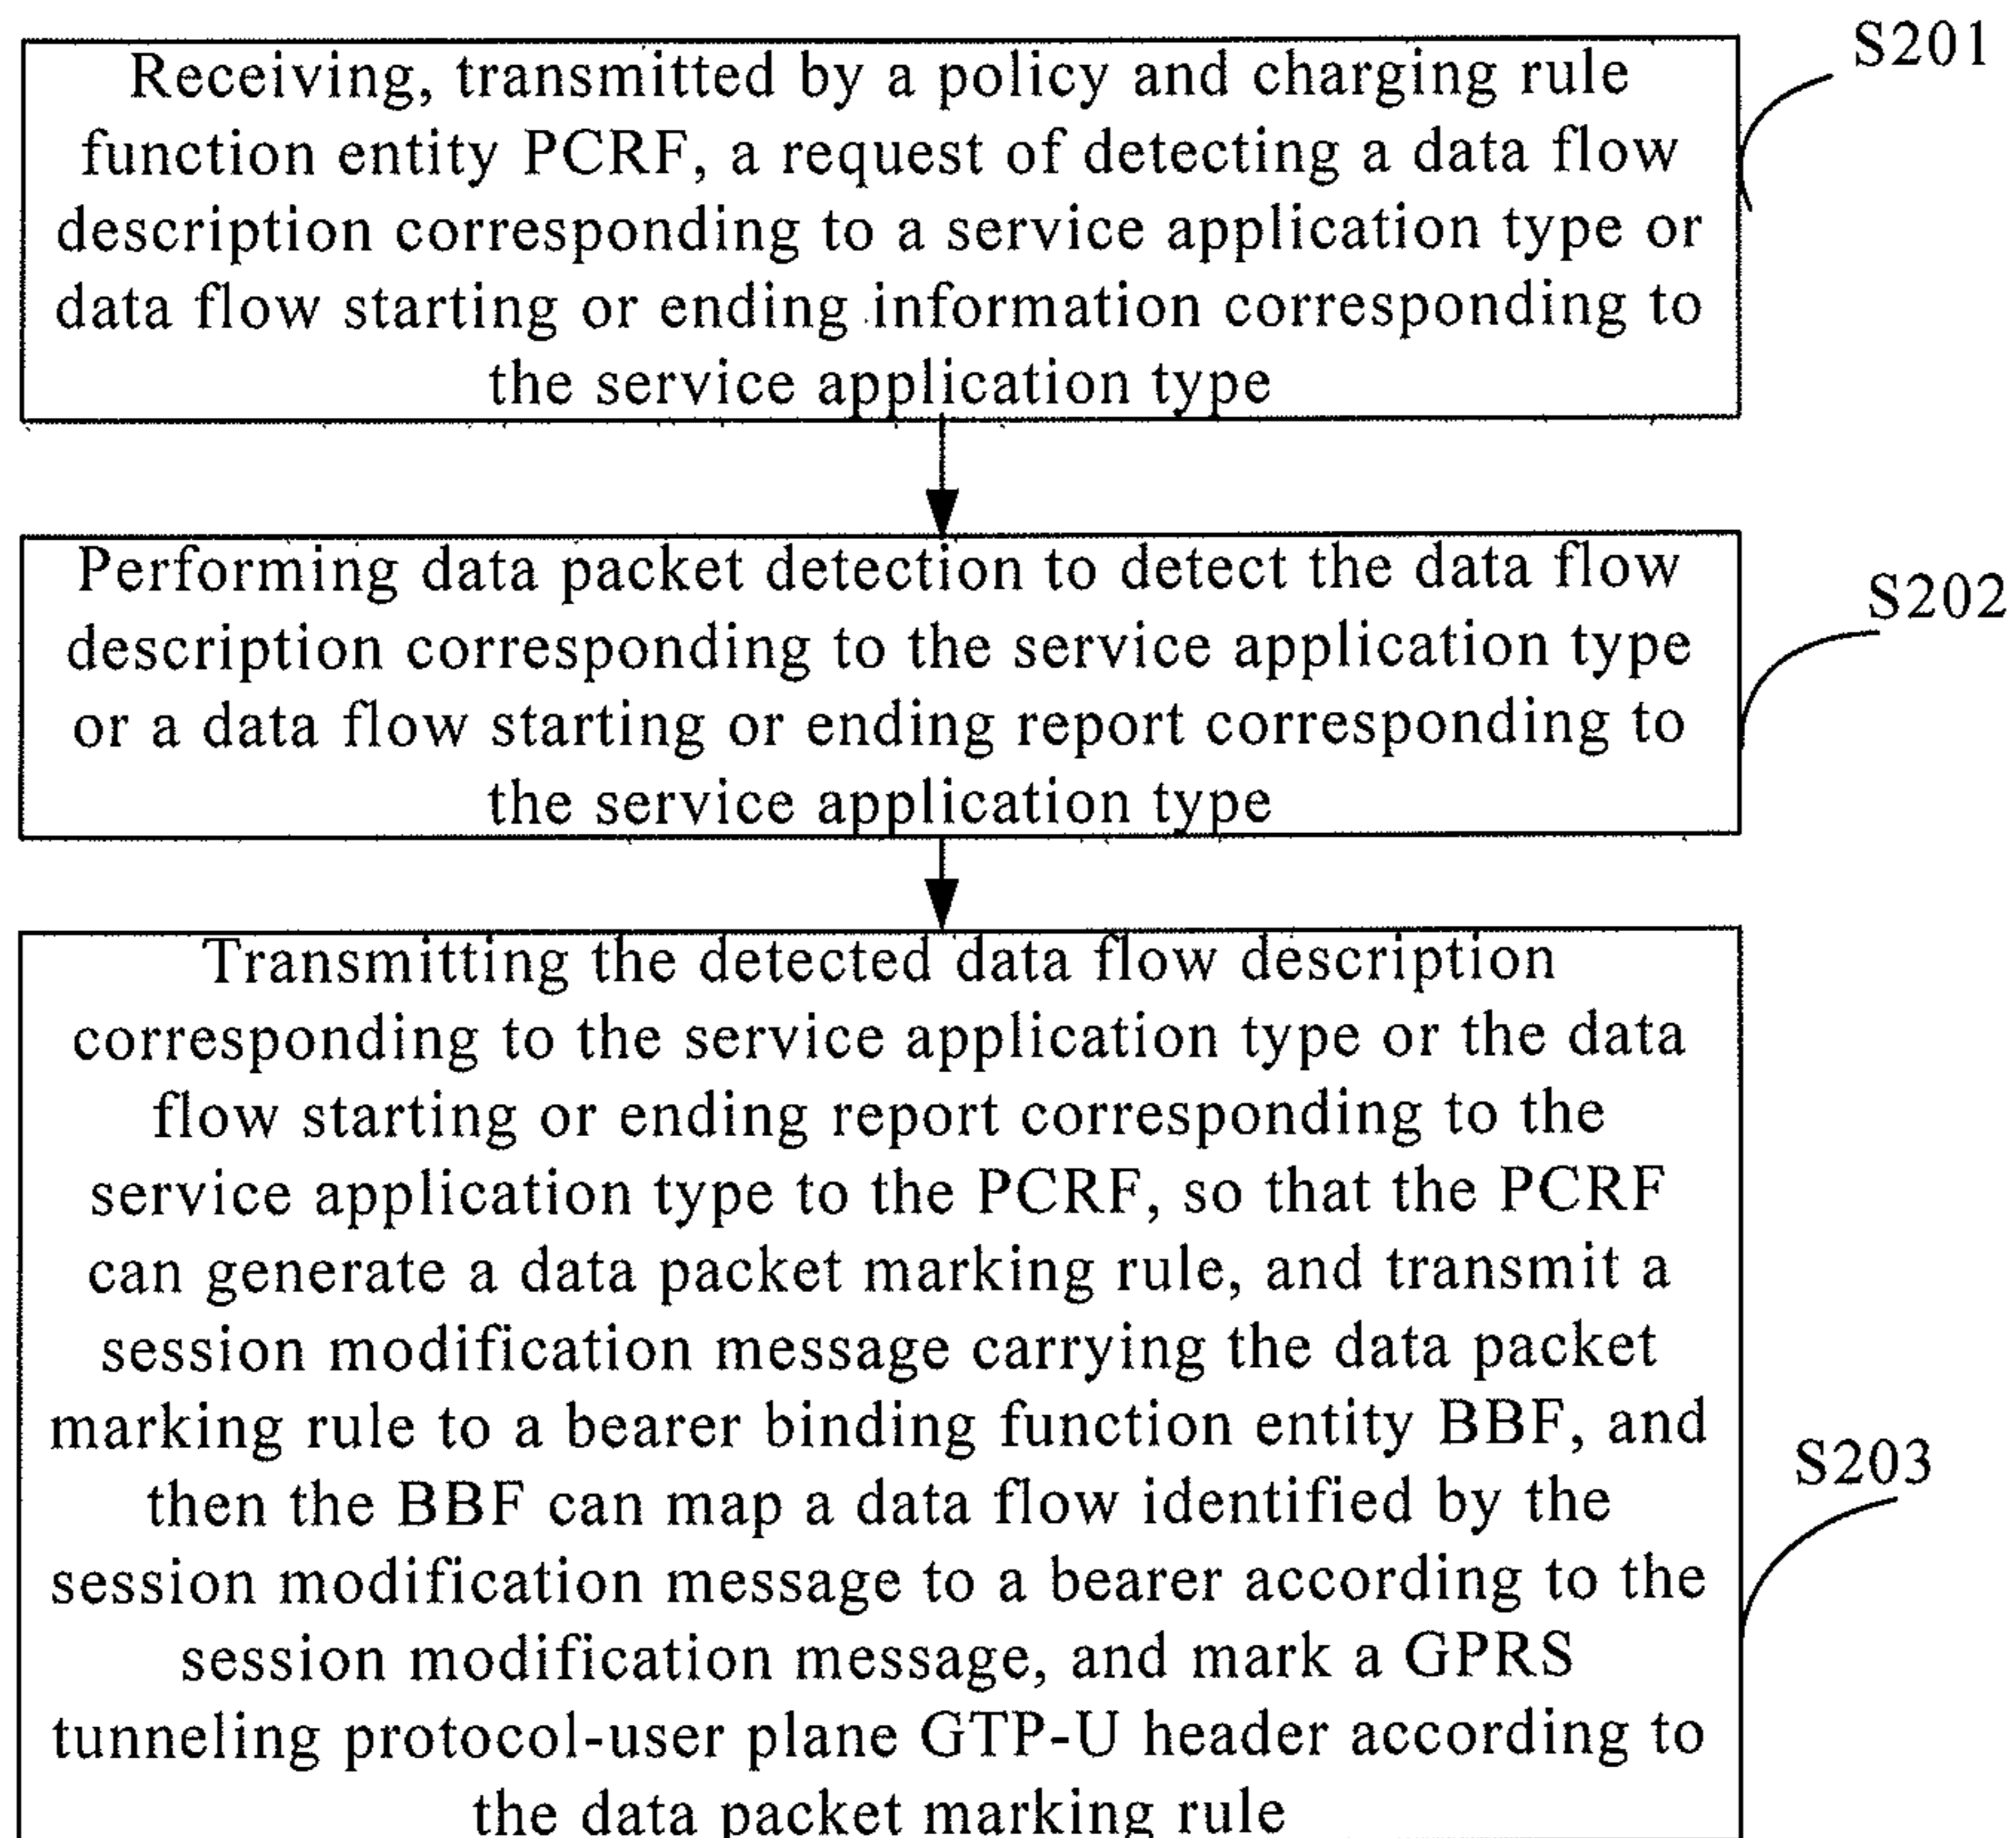 Receiving, transmitted by a policy and charging rule
function entity PCRF, a request of detecting a data flow
description corresponding to a service application type or
data flow starting or ending information corresponding to
the service application type
S201
Performing data packet detection to detect the data flow
description corresponding to the service application type
or a data flow starting or ending report corresponding to
the service application type
S202
Transmitting the detected data flow description
corresponding to the service application type or the data
flow starting or ending report corresponding to the
service application type to the PCRF, so that the PCRF
can generate a data packet marking rule, and transmit a
session modification message carrying the data packet
marking rule to a bearer binding function entity BBF, and
then the BBF can map a data flow identified by the
session modification message to a bearer according to the
session modification message, and mark a GPRS
tunneling protocol-user plane GTP-U header according to
the data packet marking rule
S203